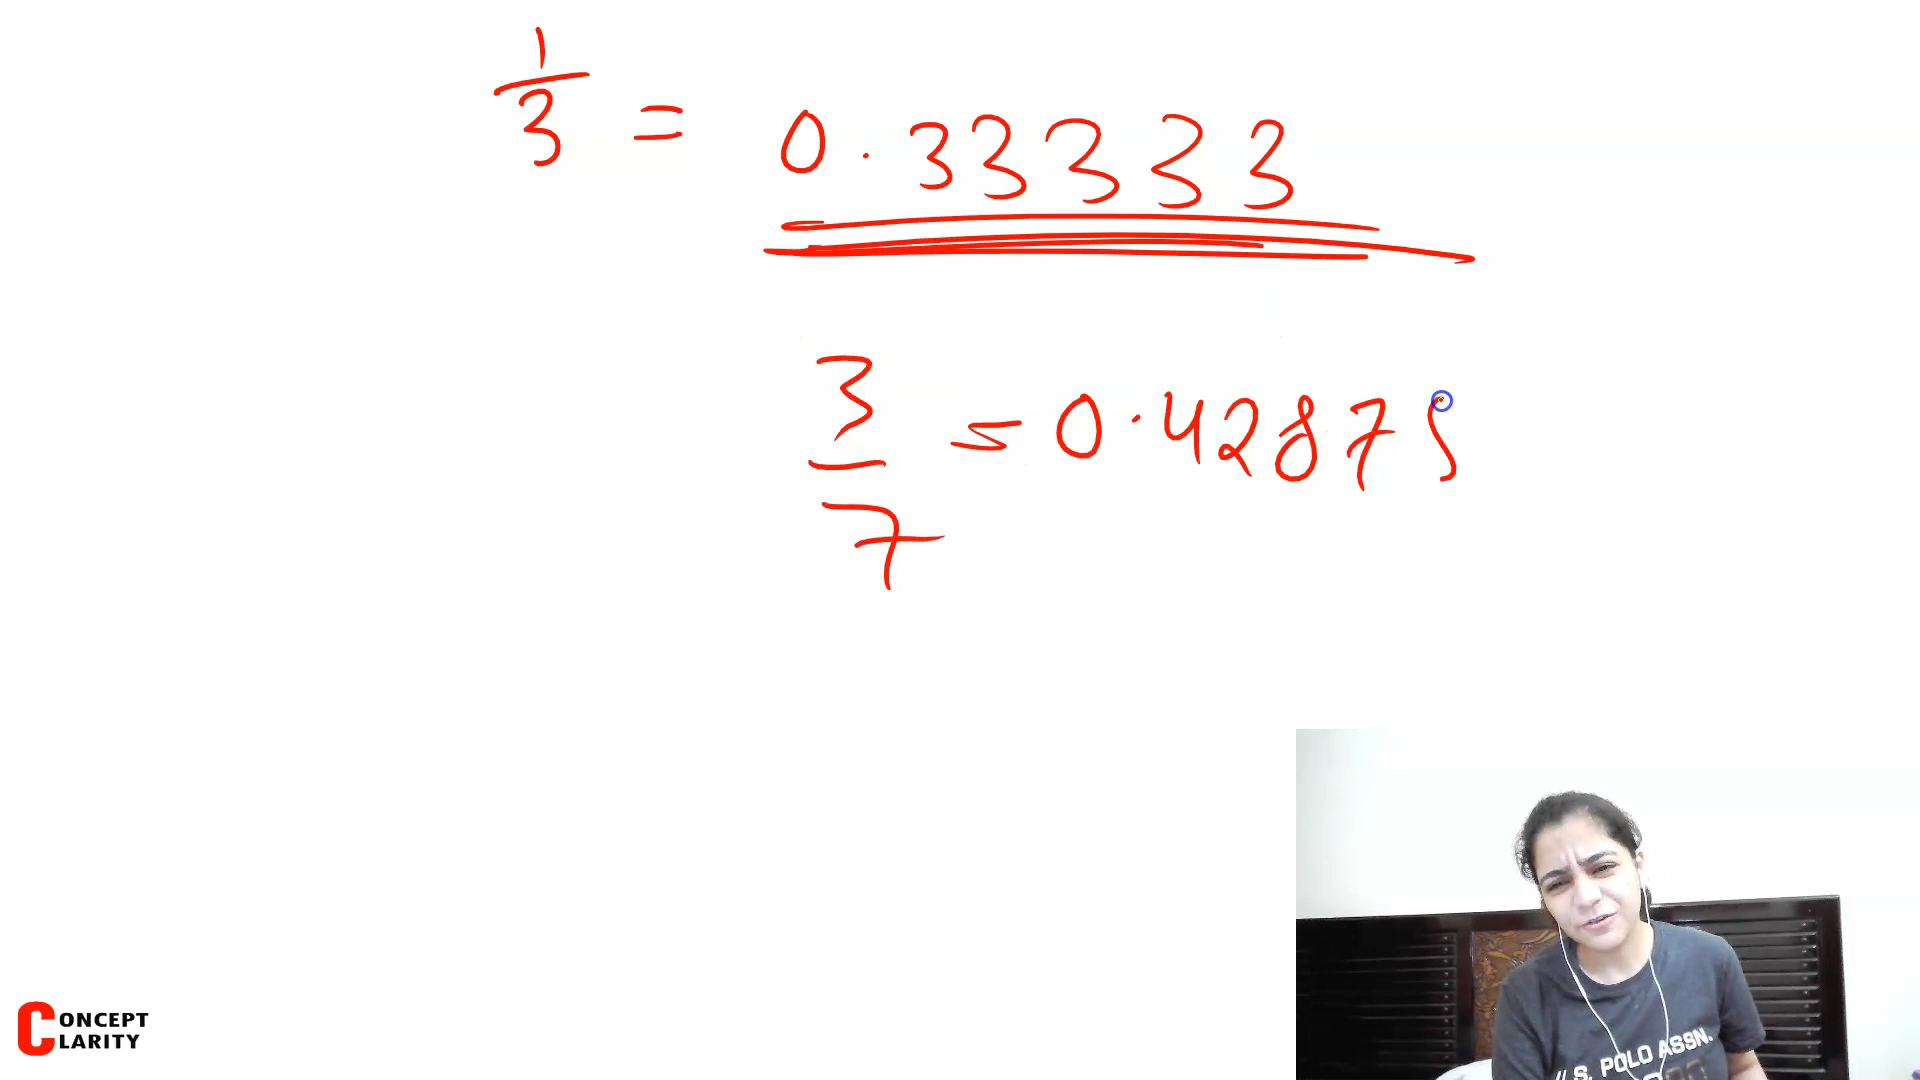 1/3 = 0.33333
3/7 = 0.42875
CONCEPT
CLARITY
U.S. POLO ASSN.